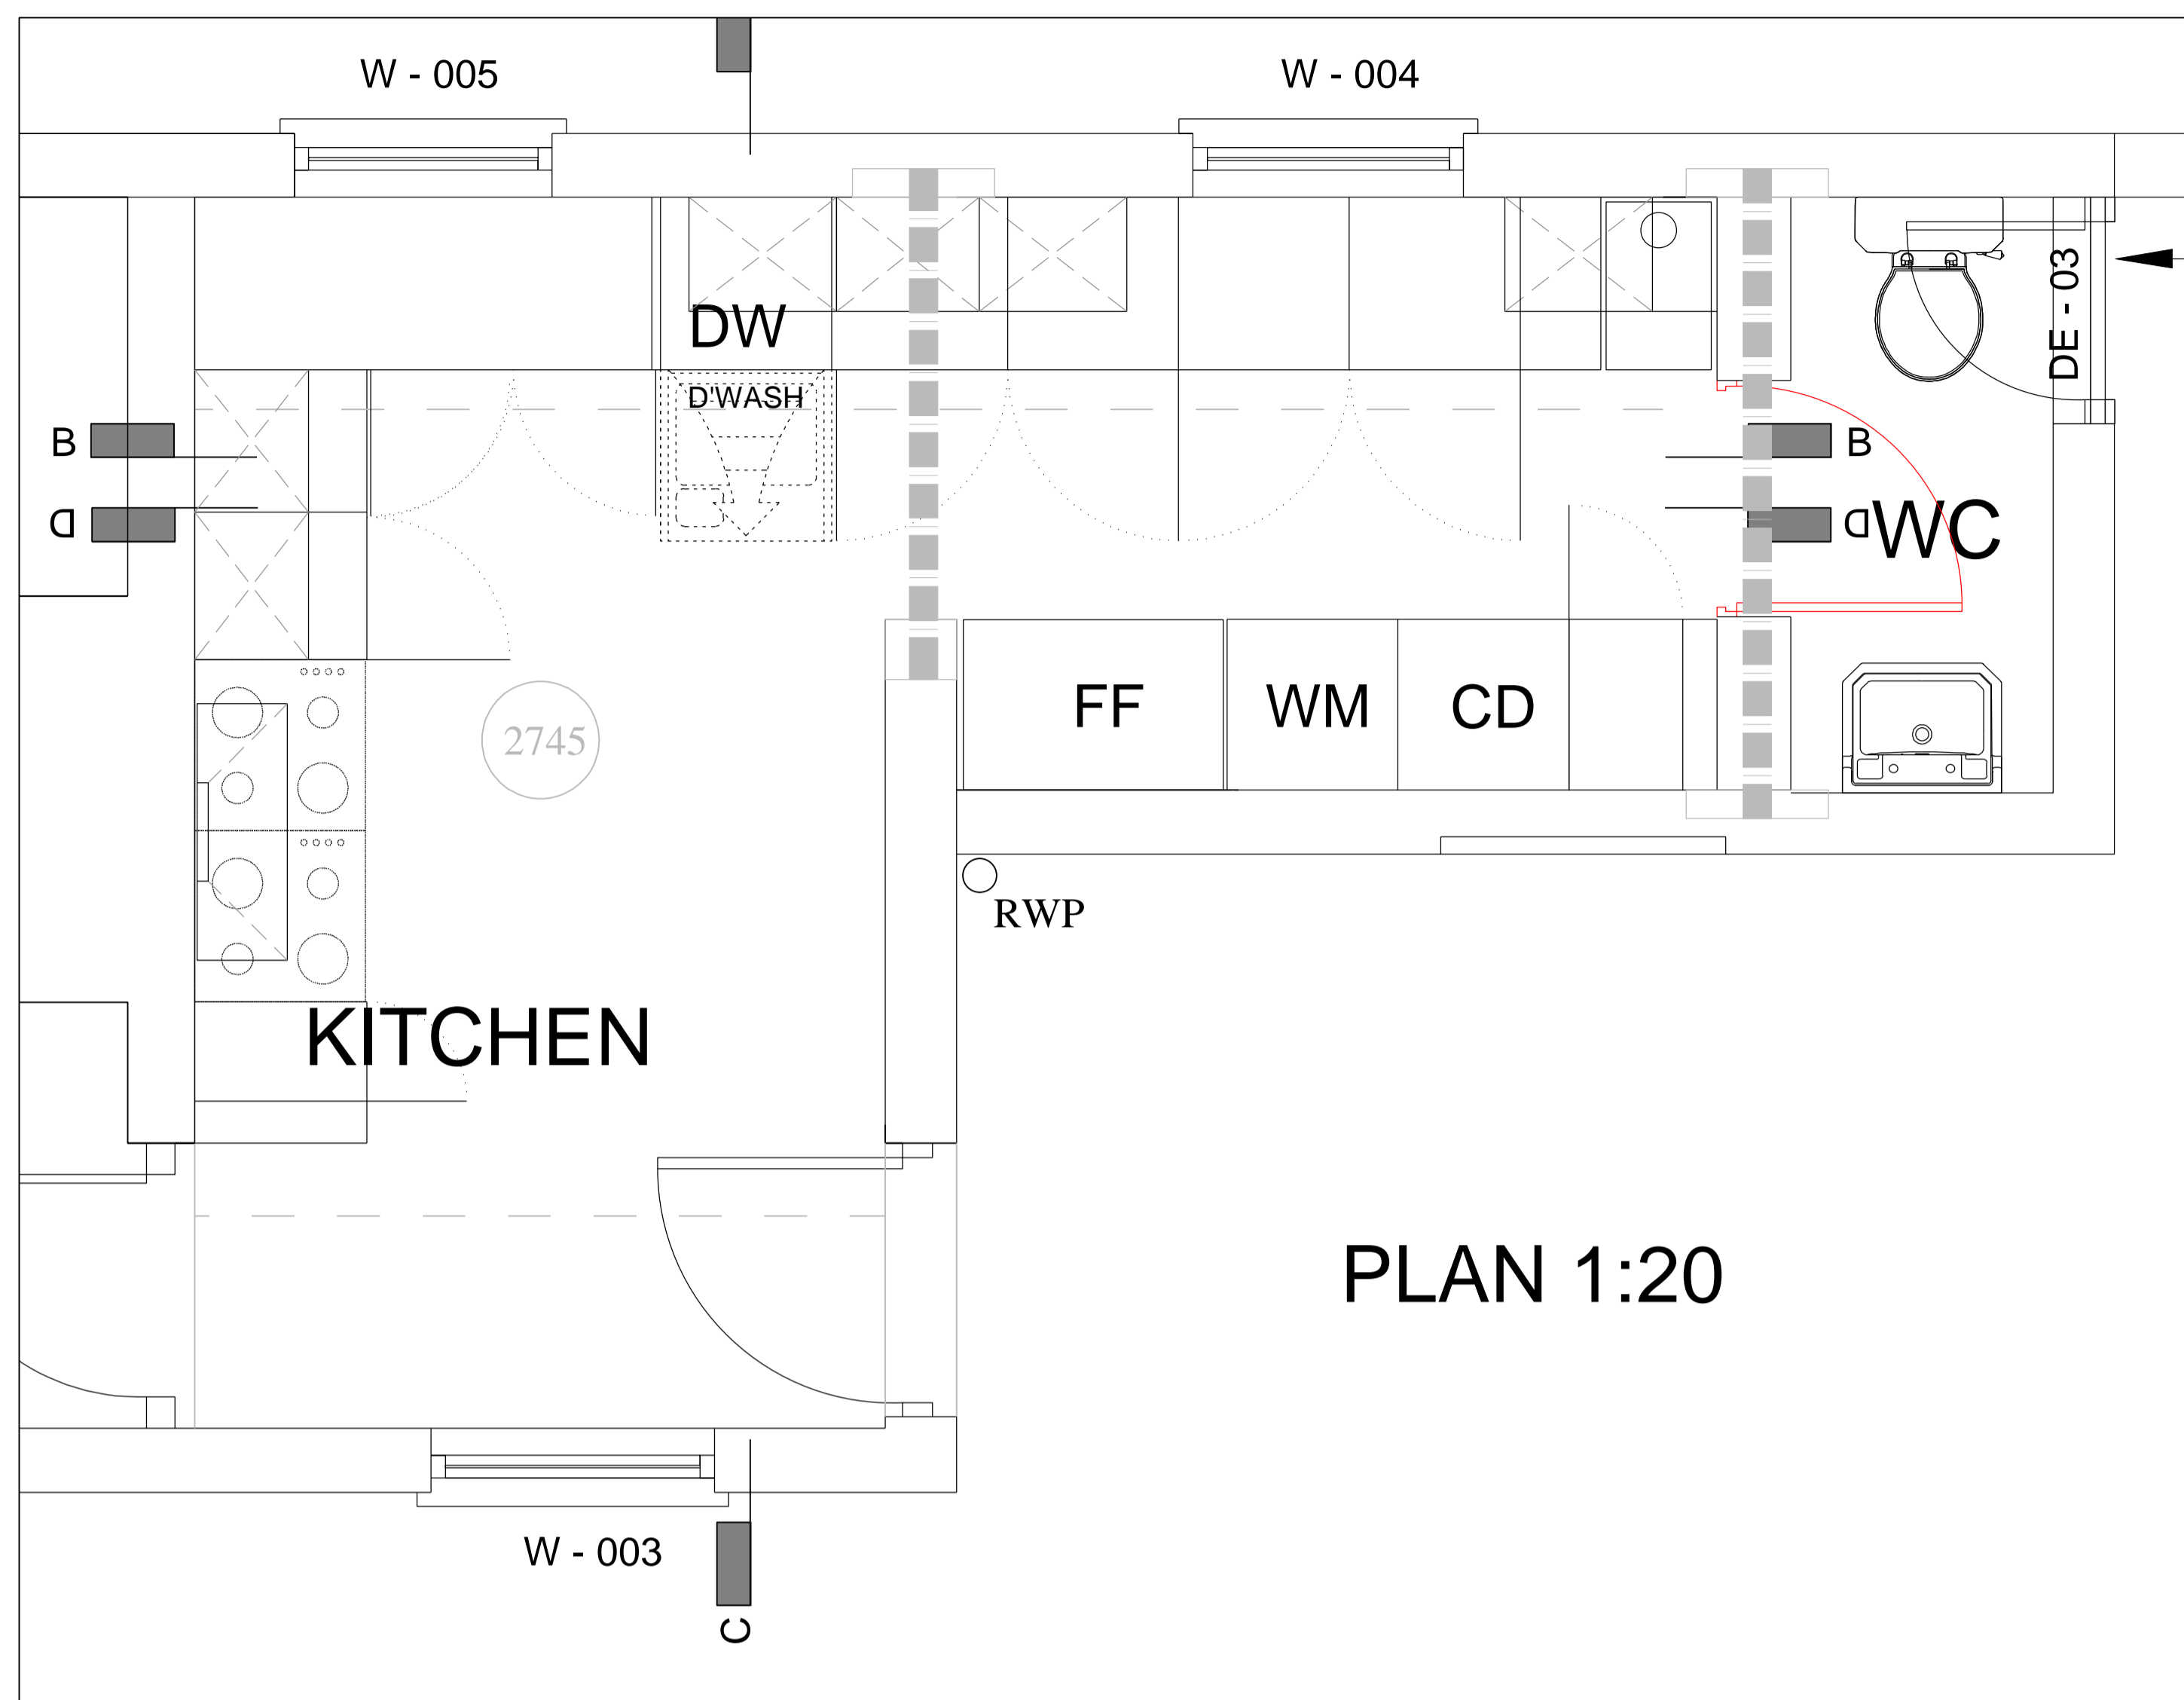 W - 005
W - 004
DE - 03
DW
D'WASH
B
B
D
D
WC
FF
WM
CD
2745
RWP
KITCHEN
PLAN 1:20
W - 003
C